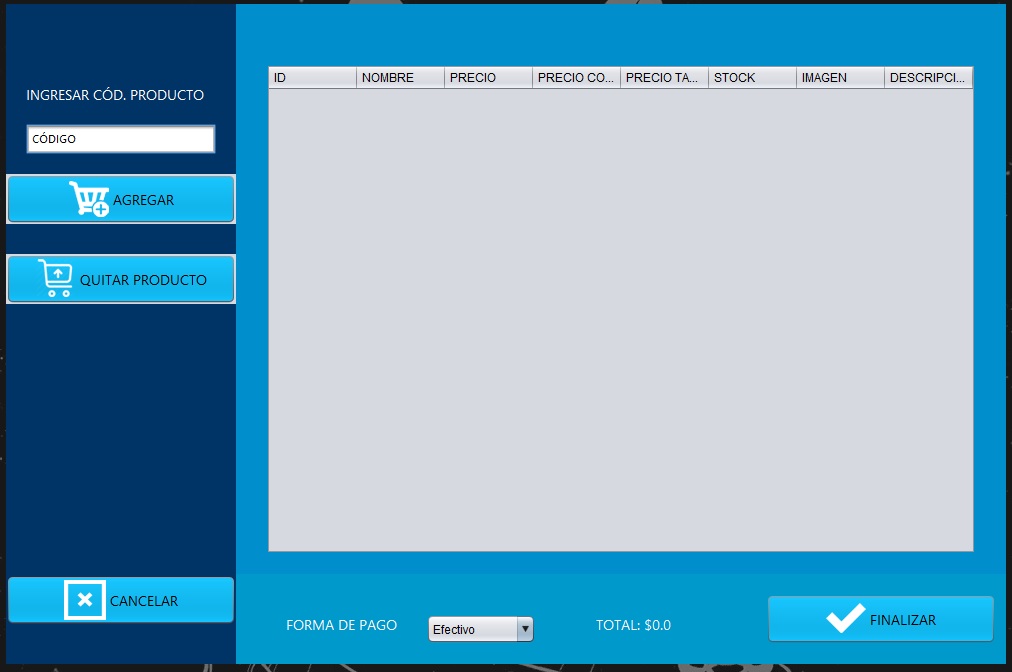 INGRESAR CÓD. PRODUCTO
CÓDIGO
AGREGAR
QUITAR PRODUCTO
CANCELAR
ID NOMBRE PRECIO PRECIO CO... PRECIO TA... STOCK IMAGEN DESCRIPCI...
FORMA DE PAGO Efectivo TOTAL: $0.0 FINALIZAR